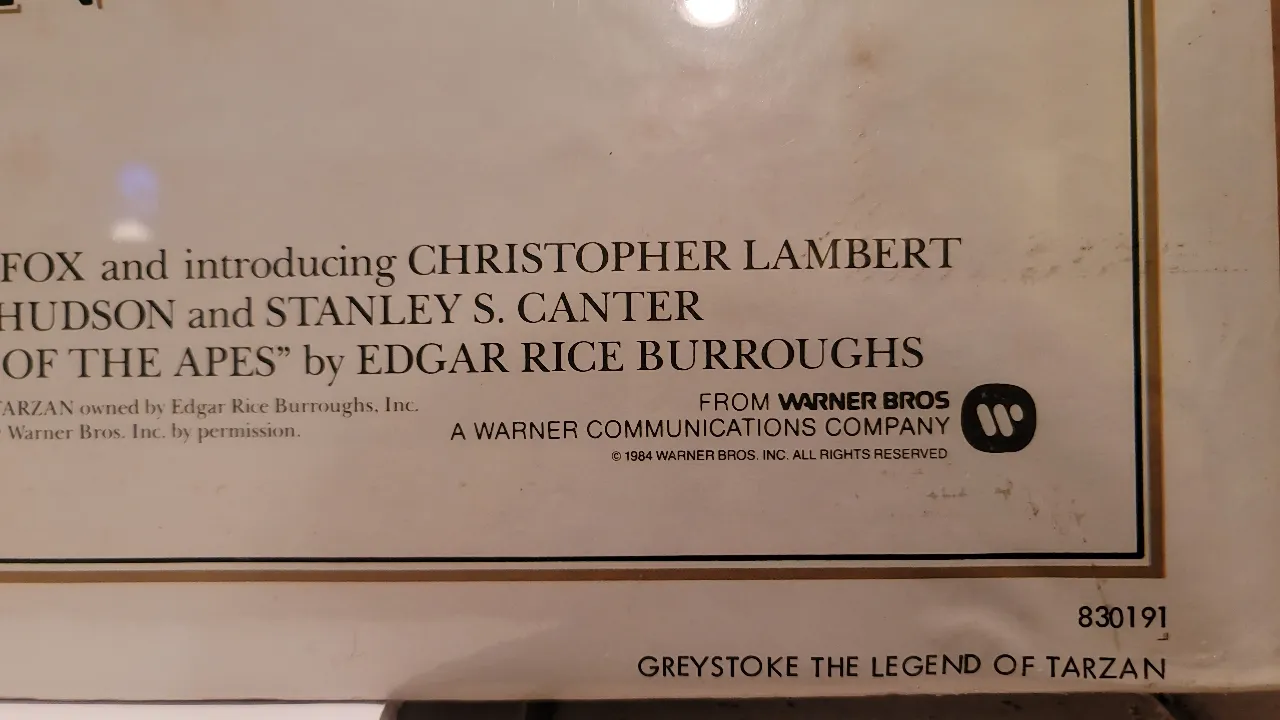 FOX and introducing CHRISTOPHER LAMBERT
HUDSON and STANLEY S. CANTER
OF THE APES” by EDGAR RICE BURROUGHS
TARZAN owned by Edgar Rice Burroughs, Inc.
Warner Bros. Inc. by permission.
FROM WARNER BROS
A WARNER COMMUNICATIONS COMPANY
© 1984 WARNER BROS. INC. ALL RIGHTS RESERVED
830191
GREYSTOKE THE LEGEND OF TARZAN